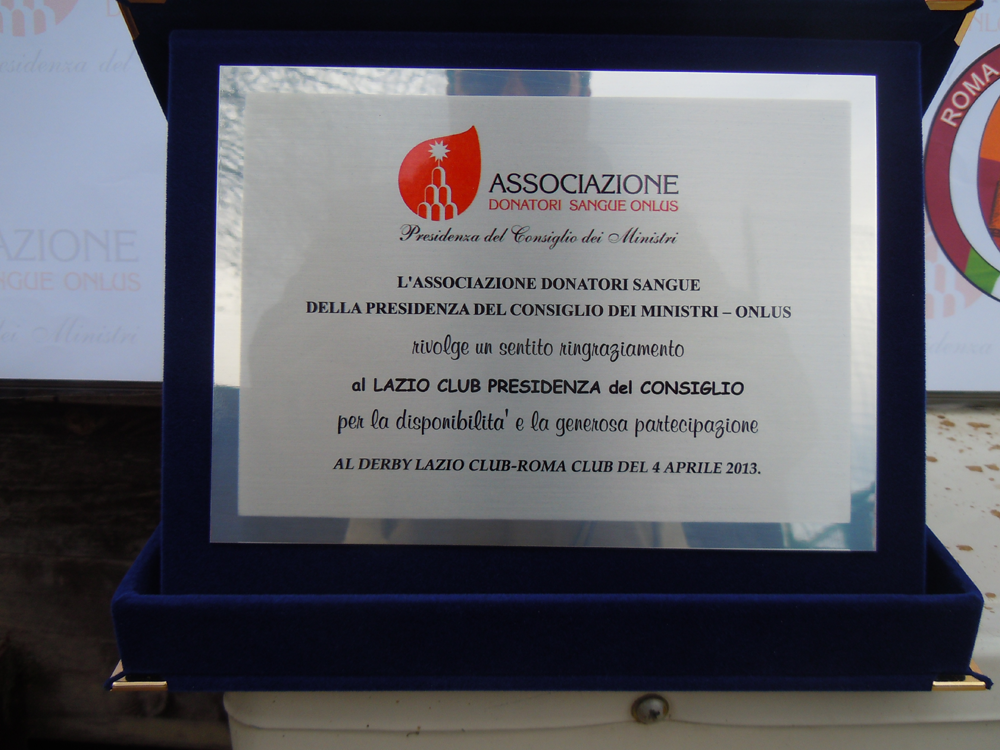 ASSOCIAZIONE
DONATORI SANGUE ONLUS
Presidenza del Consiglio dei Ministri
L'ASSOCIAZIONE DONATORI SANGUE
DELLA PRESIDENZA DEL CONSIGLIO DEI MINISTRI – ONLUS
rivolge un sentito ringraziamento
al LAZIO CLUB PRESIDENZA del CONSIGLIO
per la disponibilita' e la generosa partecipazione
AL DERBY LAZIO CLUB-ROMA CLUB DEL 4 APRILE 2013.
ROMA